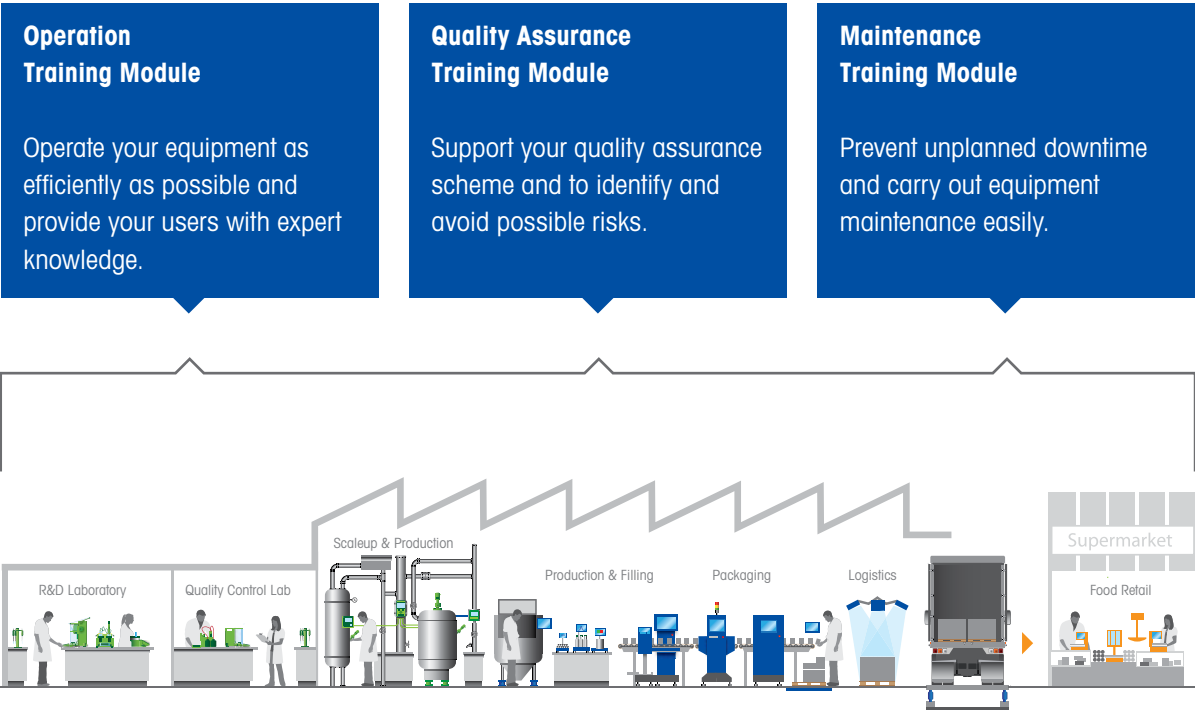 Operation
Training Module
Operate your equipment as
efficiently as possible and
provide your users with expert
knowledge.
Quality Assurance
Training Module
Support your quality assurance
scheme and to identify and
avoid possible risks.
Maintenance
Training Module
Prevent unplanned downtime
and carry out equipment
maintenance easily.
R&D Laboratory
Quality Control Lab
Scaleup & Production
Production & Filling
Packaging
Logistics
Supermarket
Food Retail